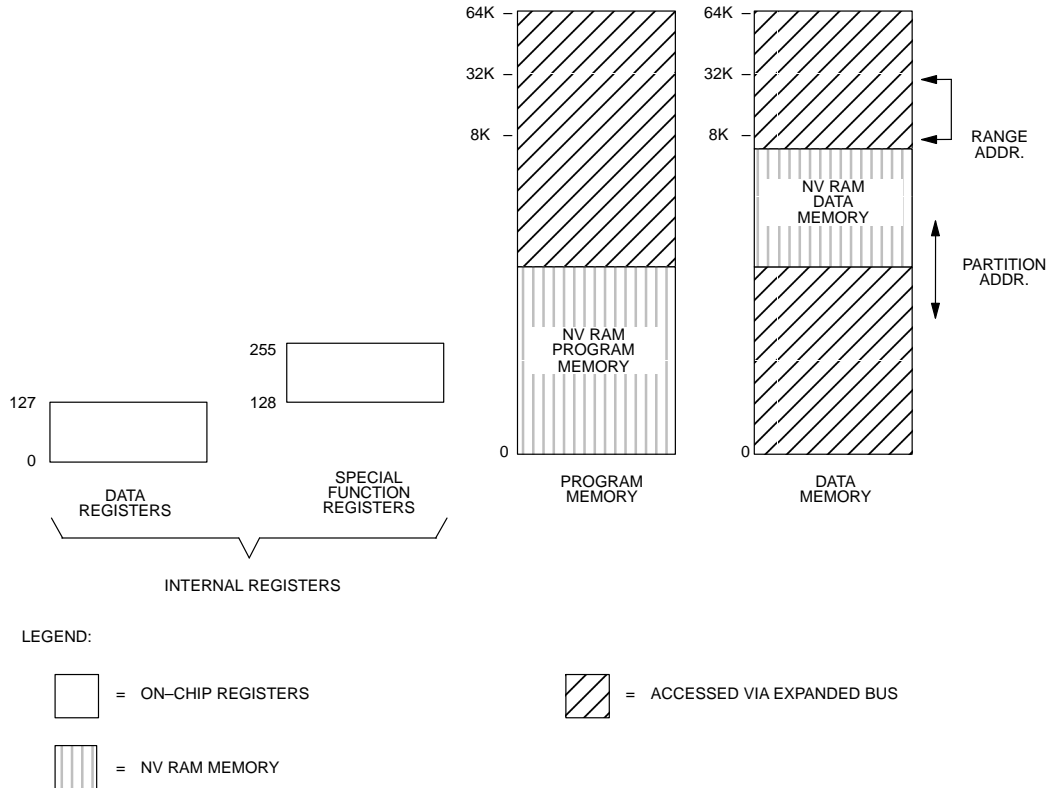 64K –
32K –
8K –
NV RAM
PROGRAM
MEMORY
0
PROGRAM
MEMORY
64K –
32K –
8K –
NV RAM
DATA
MEMORY
0
DATA
MEMORY
RANGE
ADDR.
PARTITION
ADDR.
127
0
DATA
REGISTERS
255
128
SPECIAL
FUNCTION
REGISTERS
INTERNAL REGISTERS
LEGEND:
= ON–CHIP REGISTERS
= ACCESSED VIA EXPANDED BUS
= NV RAM MEMORY